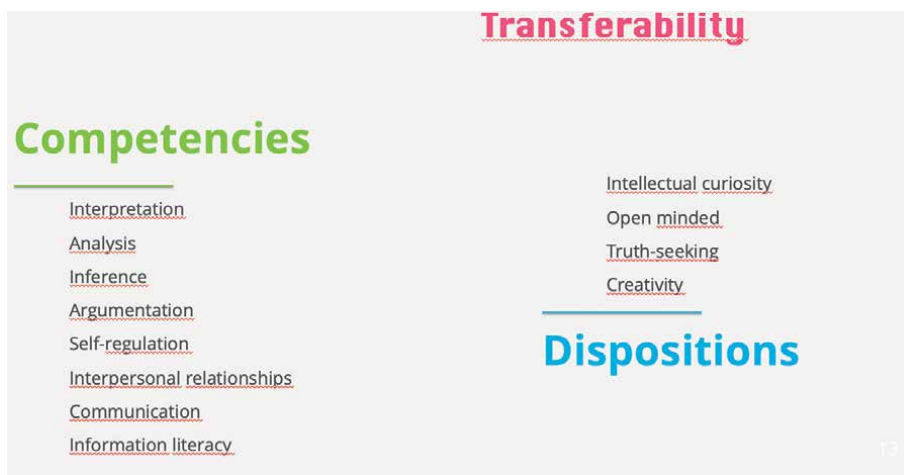 Transferability
Competencies
Interpretation
Analysis
Inference
Argumentation
Self-regulation
Interpersonal relationships
Communication
Information literacy
Intellectual curiosity
Open minded
Truth-seeking
Creativity
Dispositions
13